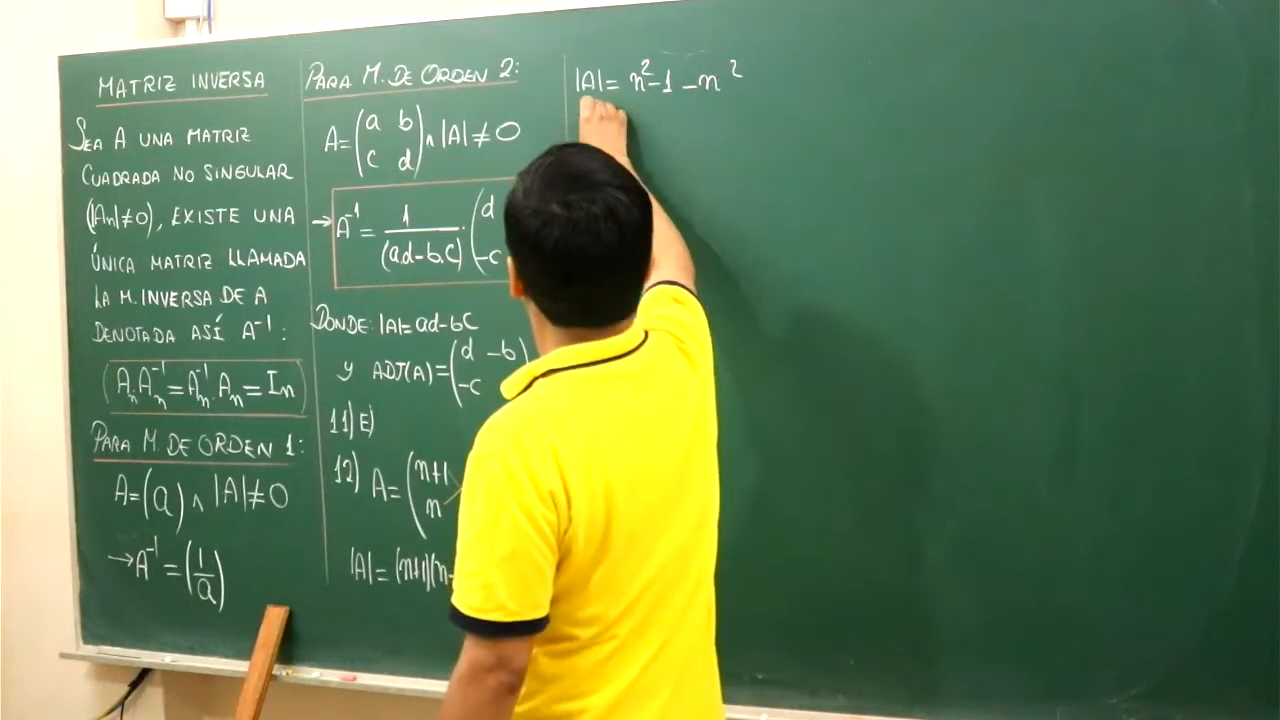 MATRIZ INVERSA
SEA A UNA MATRIZ
CUADRADA NO SINGULAR
(|An|≠0), EXISTE UNA
ÚNICA MATRIZ LLAMADA
LA M. INVERSA DE A
DENOTADA ASÍ A⁻¹:
Aₙ.Aₙ⁻¹=Aₙ⁻¹.Aₙ=Iₙ
PARA M. DE ORDEN 1:
A=(a) ∧ |A|≠0
→A⁻¹=(1/a)
PARA M. DE ORDEN 2:
A=(a b
c d) ∧ |A|≠0
→ A⁻¹ = 1/(ad-b.c) . (d
-c
DONDE: |A|=ad-bc
y ADJ(A)=(d -b)
-c
11) E)
12) A=(n+1
n
|A|=(n+1)(n-
|A|= n²-1-n²